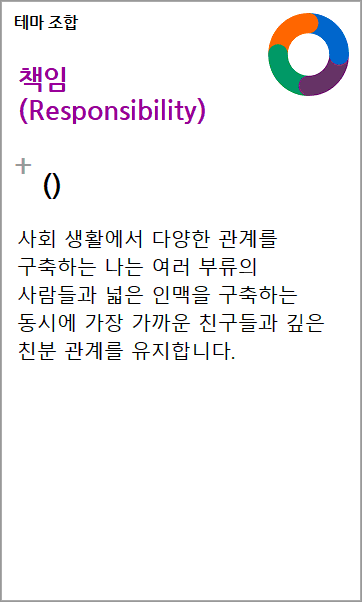 테마 조합
책임
(Responsibility)
+
()
사회 생활에서 다양한 관계를
구축하는 나는 여러 부류의
사람들과 넓은 인맥을 구축하는
동시에 가장 가까운 친구들과 깊은
친분 관계를 유지합니다.